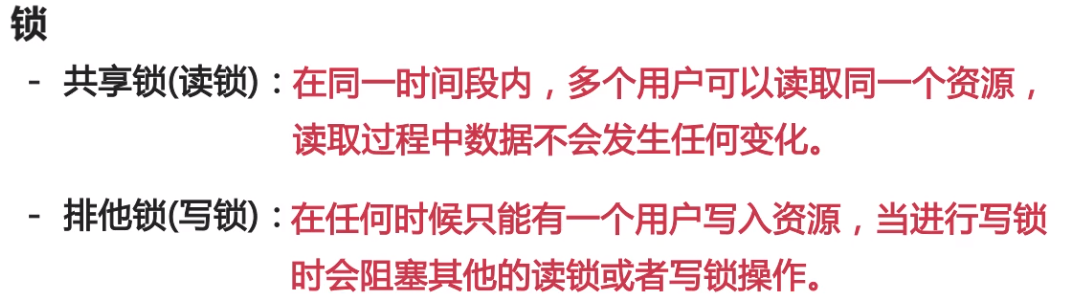 锁
- 共享锁(读锁)：在同一时间段内，多个用户可以读取同一个资源，
读取过程中数据不会发生任何变化。
- 排他锁(写锁)：在任何时候只能有一个用户写入资源，当进行写锁
时会阻塞其他的读锁或者写锁操作。